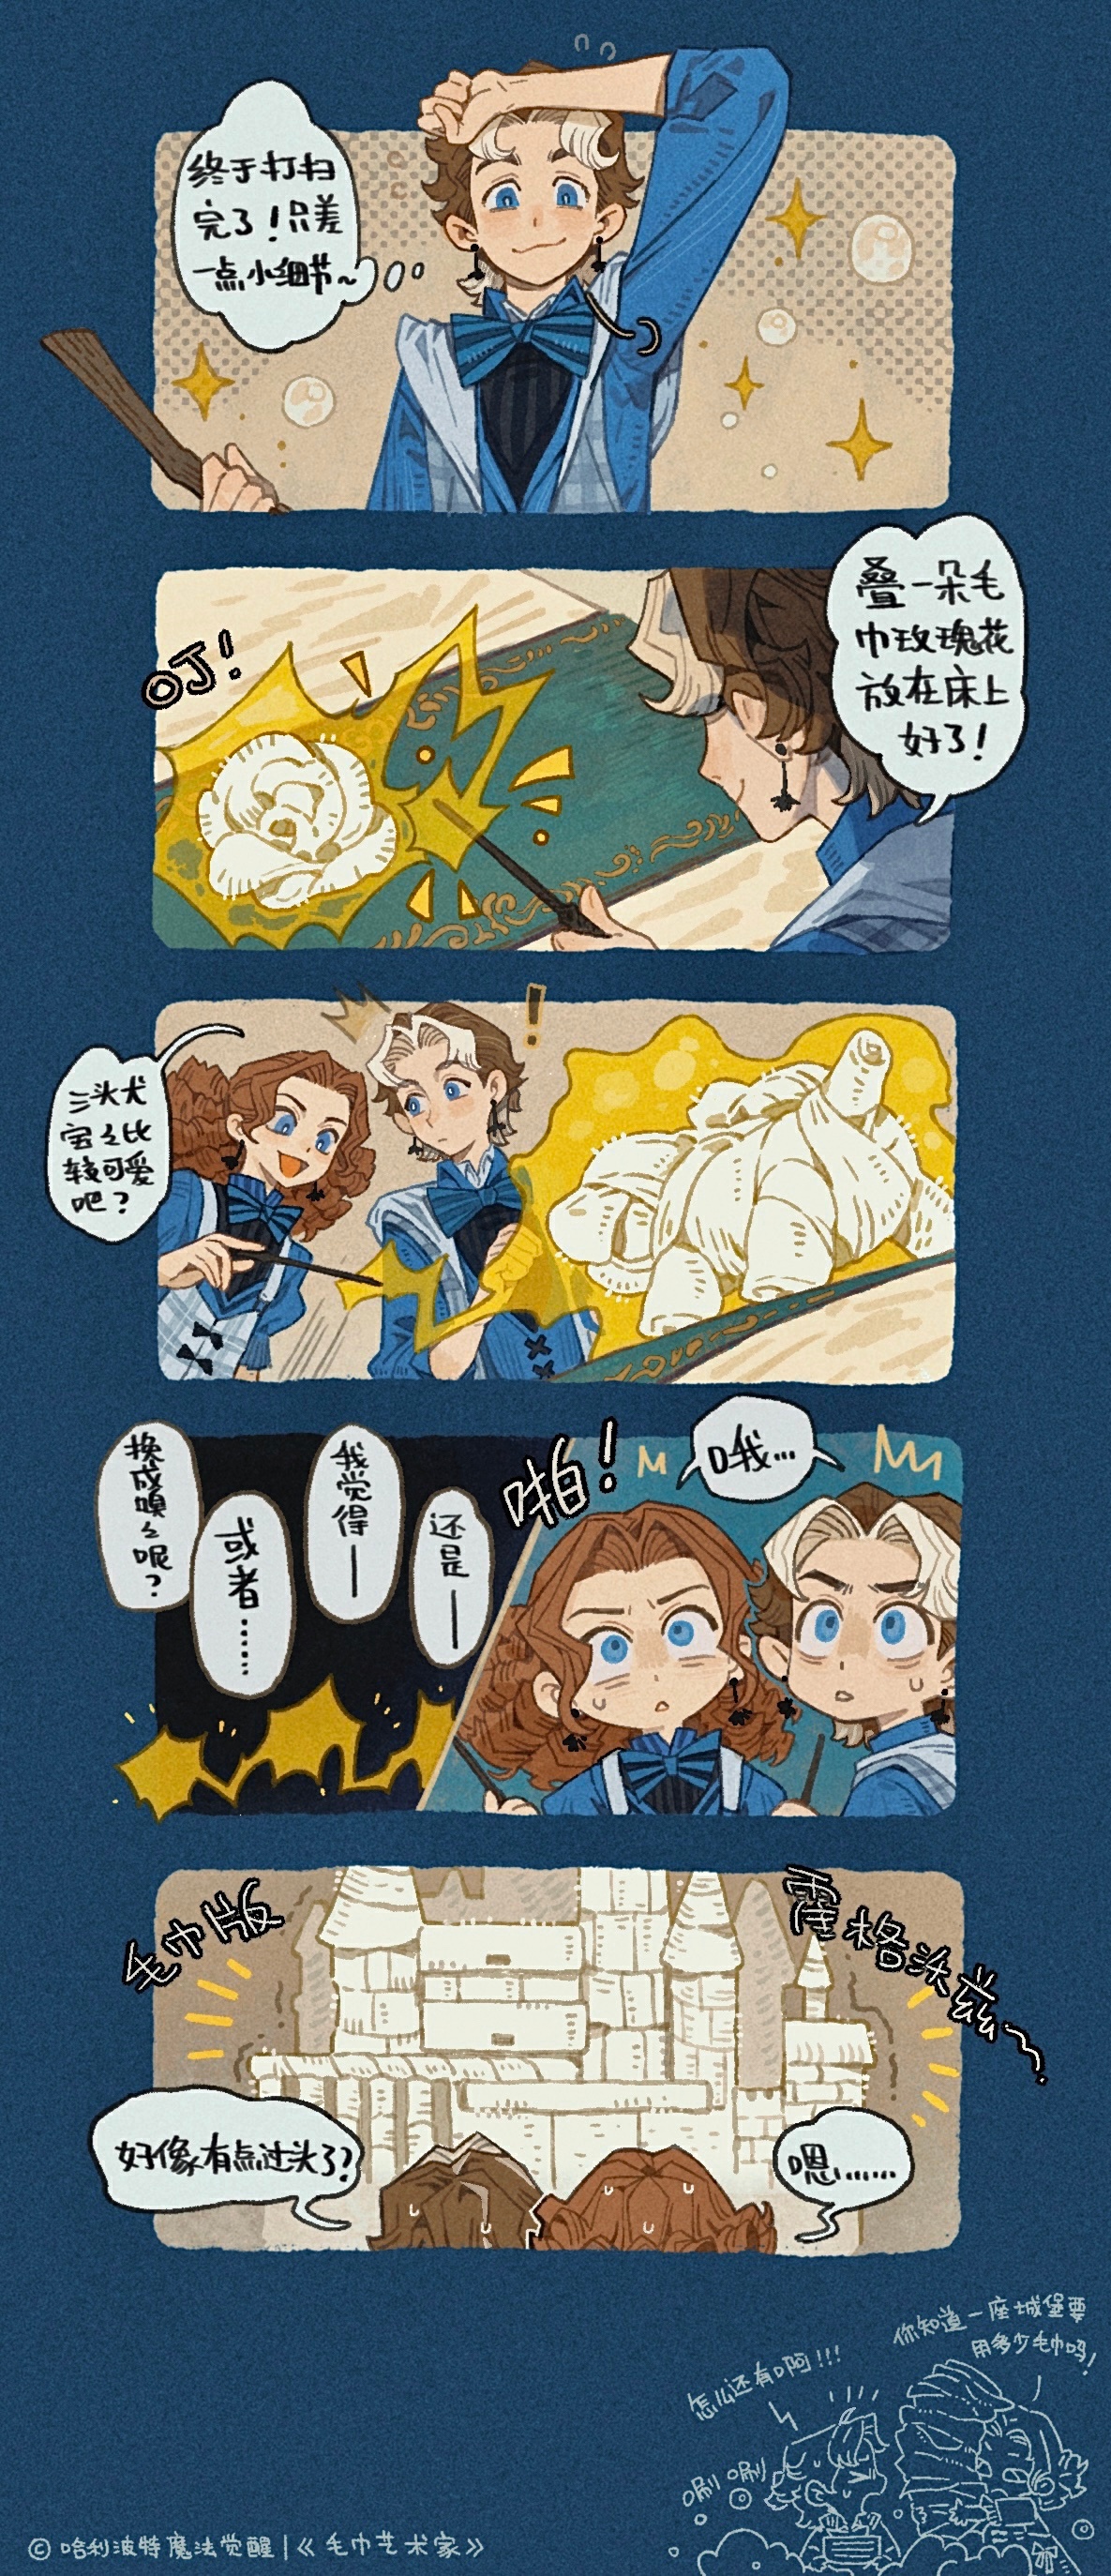 终于打扫
完了！只差
一点小细节~
叠一朵毛
巾玫瑰花
放在床上
好了！
叮！
三头犬
宝宝比
较可爱
吧？
换成嗅嗅呢？
或者……
我觉得——
还是——
啪！
哦…
毛巾版
霍格沃兹~
好像有点过头了？
嗯……
你知道一座城堡要
用多少毛巾吗！
怎么还有啊！！！
唰 唰
© 哈利波特魔法觉醒 |《毛巾艺术家》